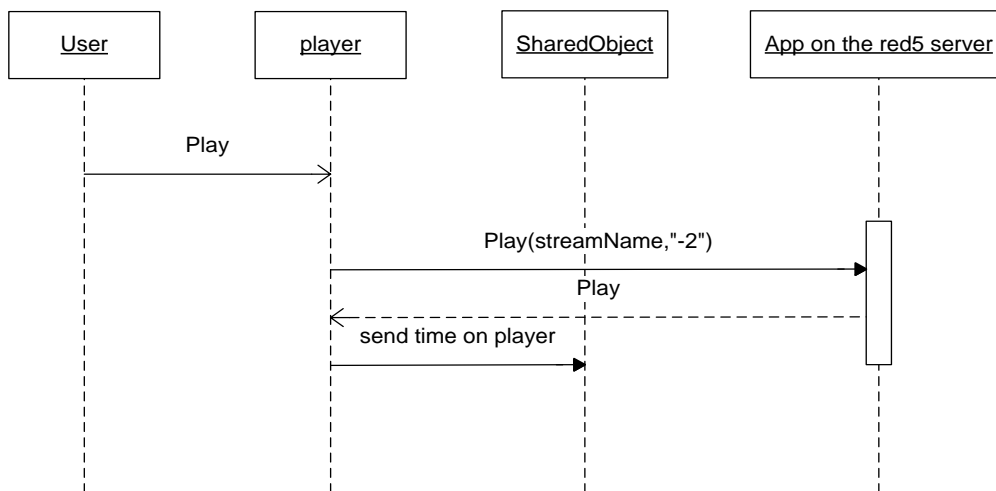 User
player
SharedObject
App on the red5 server
Play
Play(streamName,"-2")
Play
send time on player